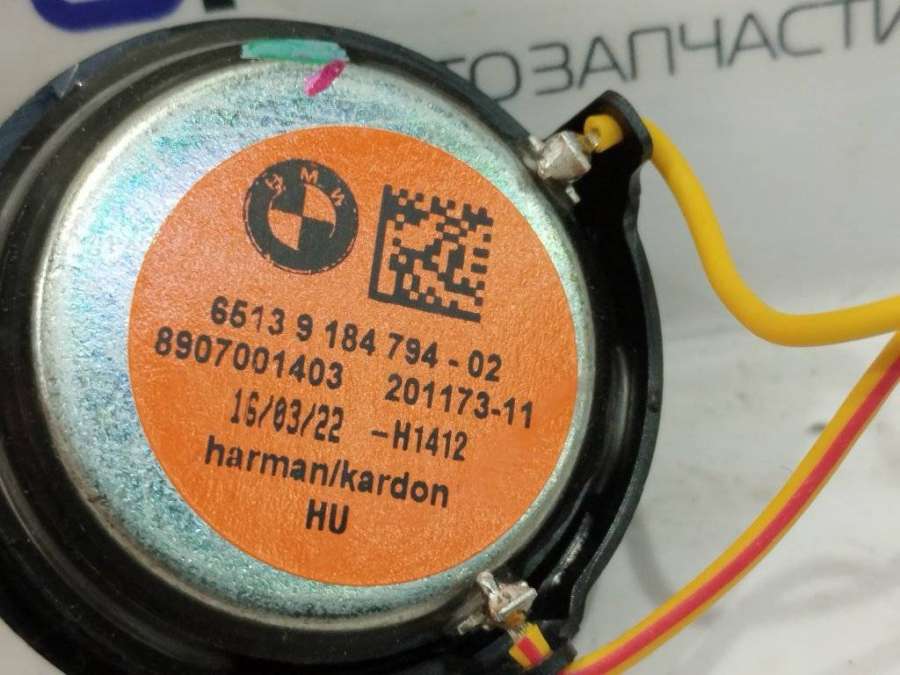 ТОЗАПЧАСТИ
BMW
6513 9 184 794 - 02
8907001403 201173-11
16/03/22 -H1412
harman/kardon
HU